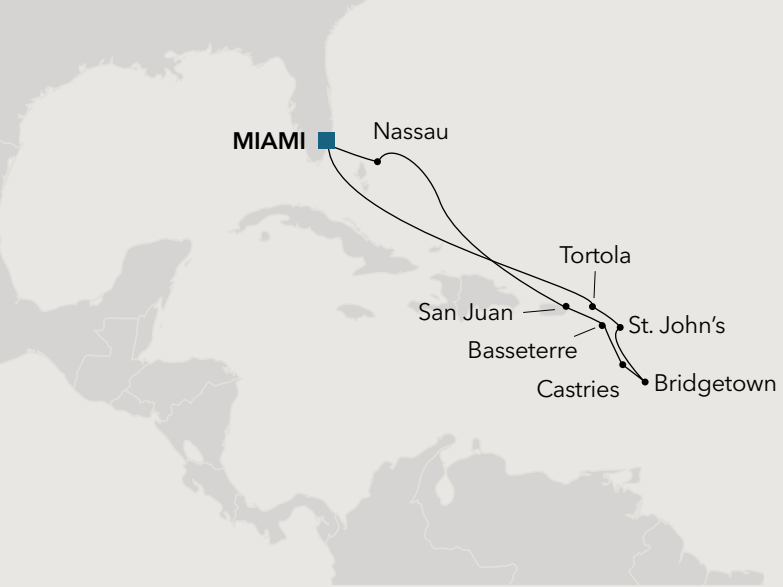 Nassau
MIAMI
Tortola
San Juan
St. John’s
Basseterre
Castries
Bridgetown